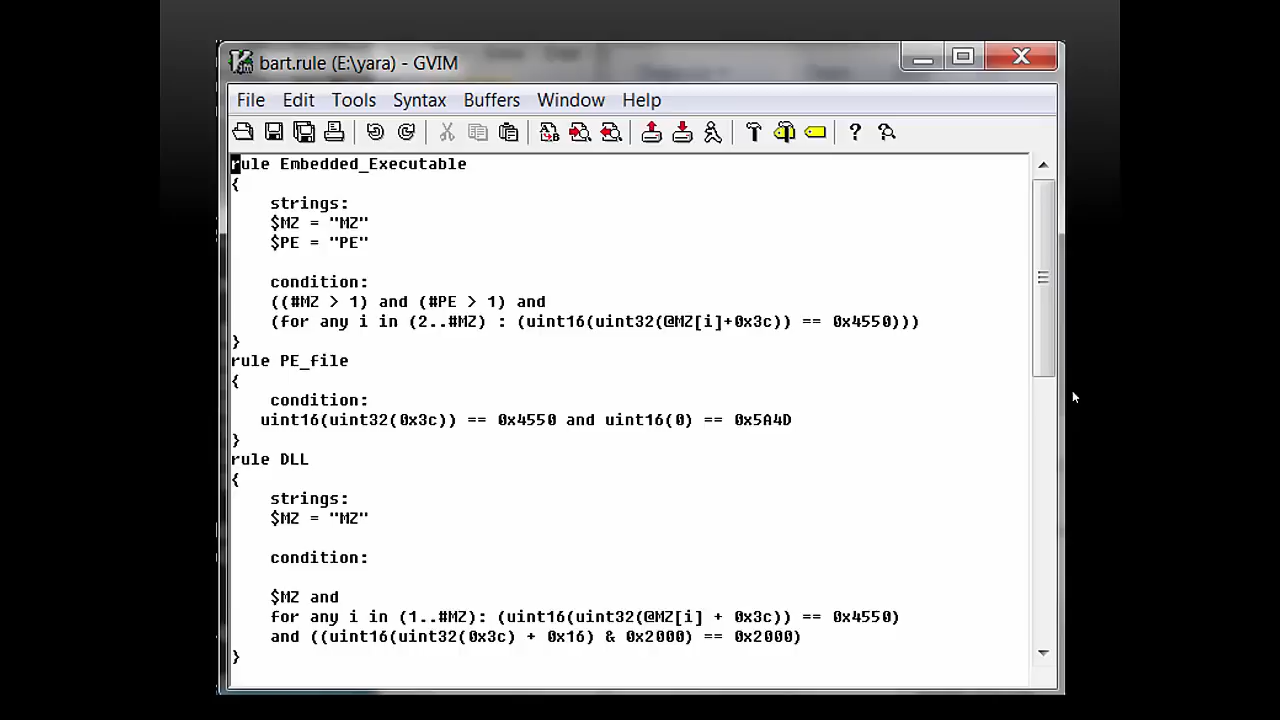 bart.rule (E:\yara) - GVIM
File Edit Tools Syntax Buffers Window Help
rule Embedded_Executable
{
strings:
$MZ = "MZ"
$PE = "PE"
condition:
((#MZ > 1) and (#PE > 1) and
(for any i in (2..#MZ) : (uint16(uint32(@MZ[i]+0x3c)) == 0x4550)))
}
rule PE_file
{
condition:
uint16(uint32(0x3c)) == 0x4550 and uint16(0) == 0x5A4D
}
rule DLL
{
strings:
$MZ = "MZ"
condition:
$MZ and
for any i in (1..#MZ): (uint16(uint32(@MZ[i] + 0x3c)) == 0x4550)
and ((uint16(uint32(0x3c) + 0x16) & 0x2000) == 0x2000)
}